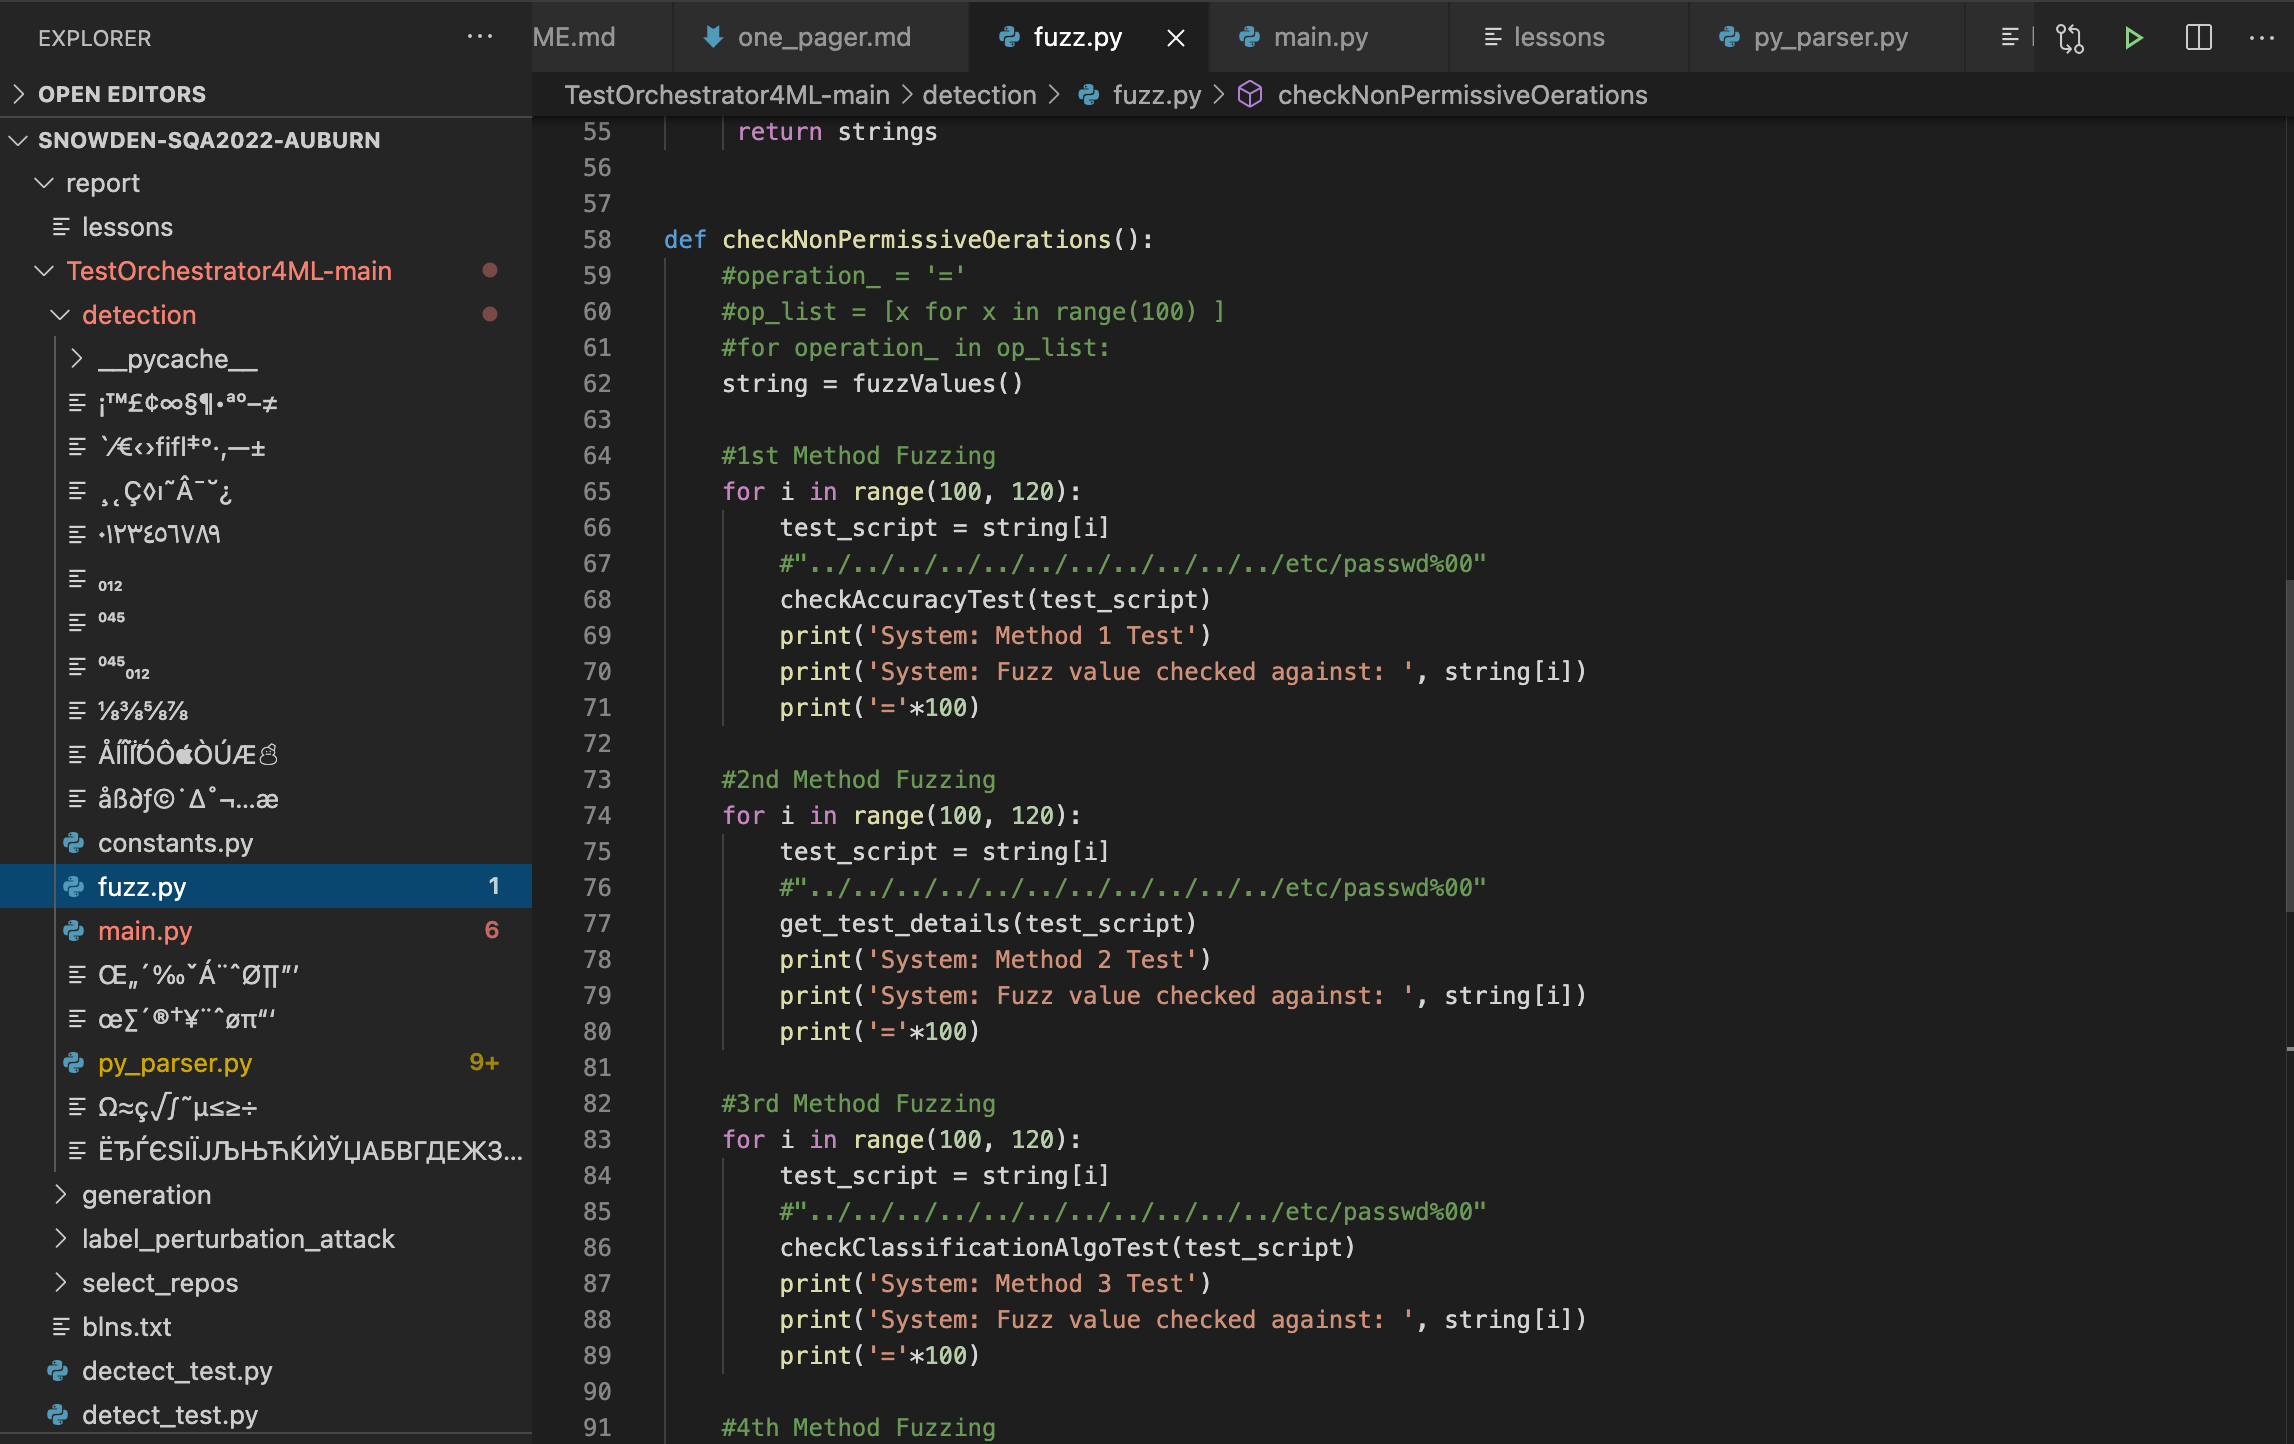 EXPLORER
OPEN EDITORS
SNOWDEN-SQA2022-AUBURN
report
lessons
TestOrchestrator4ML-main
detection
__pycache__
¡™£¢∞§¶•ªº–≠
`⁄€‹›ﬁﬂ‡°·‚—±
¸˛Ç◊ı˜Â¯˘¿
٠١٢٣٤٥٦٧٨٩
₀₁₂
⁰⁴⁵
⁰⁴⁵₀₁₂
⅛⅜⅝⅞
ÅÍÎÏ˝ÓÔÒÚÆ☃
åß∂ƒ©˙∆˚¬…æ
constants.py
fuzz.py 1
main.py 6
Œ„´‰ˇÁ¨ˆØ∏”’
œ∑´®†¥¨ˆøπ“‘
py_parser.py 9+
Ω≈ç√∫˜µ≤≥÷
ЁЂЃЄЅІЇЈЉЊЋЌЍЎЏАБВГДЕЖЗ...
generation
label_perturbation_attack
select_repos
blns.txt
dectect_test.py
detect_test.py
ME.md
one_pager.md
fuzz.py
main.py
lessons
py_parser.py
TestOrchestrator4ML-main > detection > fuzz.py > checkNonPermissiveOerations
55 return strings
56
57
58 def checkNonPermissiveOerations():
59 #operation_ = '='
60 #op_list = [x for x in range(100) ]
61 #for operation_ in op_list:
62 string = fuzzValues()
63
64 #1st Method Fuzzing
65 for i in range(100, 120):
66 test_script = string[i]
67 #"../../../../../../../../../../../etc/passwd%00"
68 checkAccuracyTest(test_script)
69 print('System: Method 1 Test')
70 print('System: Fuzz value checked against: ', string[i])
71 print('='*100)
72
73 #2nd Method Fuzzing
74 for i in range(100, 120):
75 test_script = string[i]
76 #"../../../../../../../../../../../etc/passwd%00"
77 get_test_details(test_script)
78 print('System: Method 2 Test')
79 print('System: Fuzz value checked against: ', string[i])
80 print('='*100)
81
82 #3rd Method Fuzzing
83 for i in range(100, 120):
84 test_script = string[i]
85 #"../../../../../../../../../../../etc/passwd%00"
86 checkClassificationAlgoTest(test_script)
87 print('System: Method 3 Test')
88 print('System: Fuzz value checked against: ', string[i])
89 print('='*100)
90
91 #4th Method Fuzzing